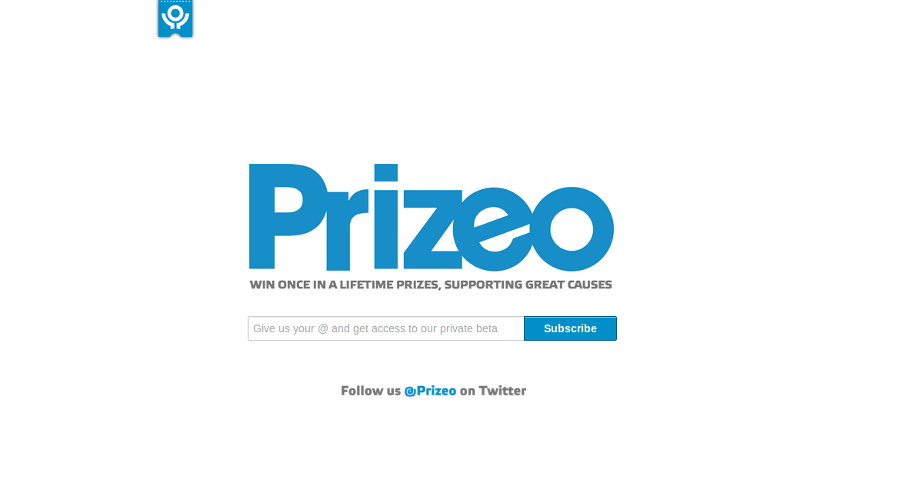 Prizeo
WIN ONCE IN A LIFETIME PRIZES, SUPPORTING GREAT CAUSES
Give us your @ and get access to our private beta
Subscribe
Follow us @Prizeo on Twitter